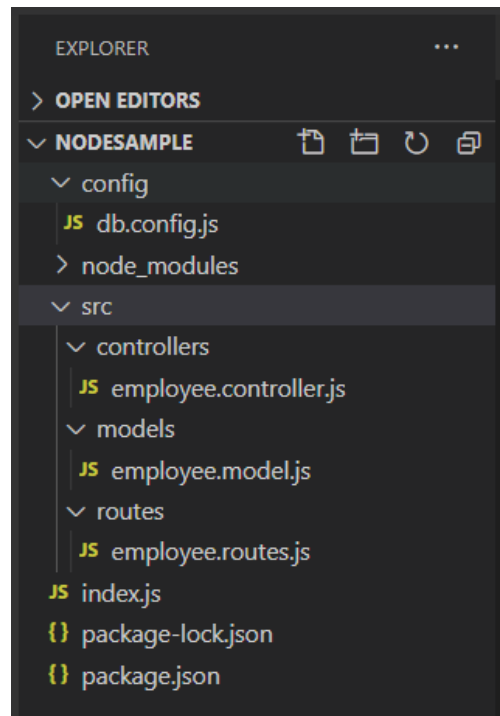 EXPLORER ...
OPEN EDITORS
NODESAMPLE
config
JS db.config.js
node_modules
src
controllers
JS employee.controller.js
models
JS employee.model.js
routes
JS employee.routes.js
JS index.js
{} package-lock.json
{} package.json